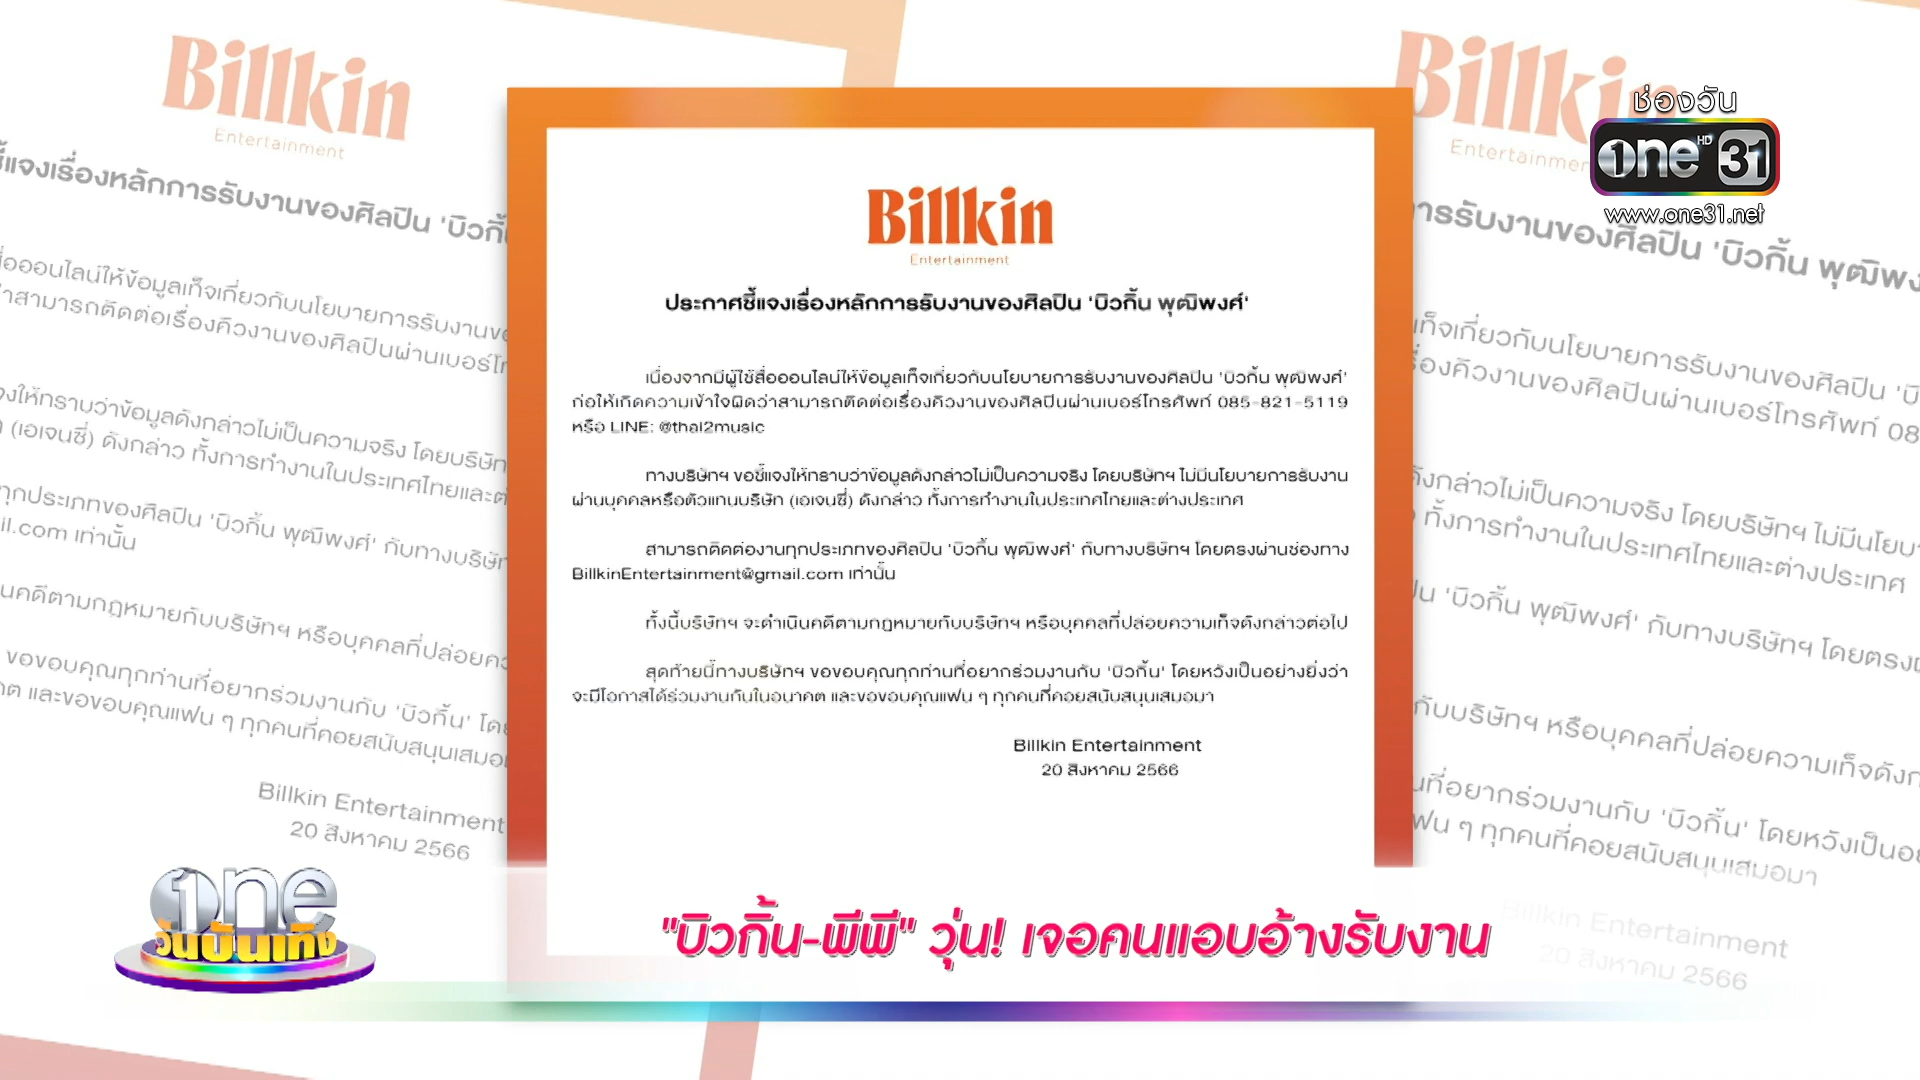 Billkin
Entertainment
ประกาศชี้แจงเรื่องหลักการรับงานของศิลปิน 'บิวกิ้น พุฒิพงศ์'
เนื่องจากมีผู้ใช้สื่อออนไลน์ให้ข้อมูลเท็จเกี่ยวกับนโยบายการรับงานของศิลปิน 'บิวกิ้น พุฒิพงศ์'
ก่อให้เกิดความเข้าใจผิดว่าสามารถติดต่อเรื่องคิวงานของศิลปินผ่านเบอร์โทรศัพท์ 085-821-5119
หรือ LINE: @thai2music
ทางบริษัทฯ ขอชี้แจงให้ทราบว่าข้อมูลดังกล่าวไม่เป็นความจริง โดยบริษัทฯ ไม่มีนโยบายการรับงาน
ผ่านบุคคลหรือตัวแทนบริษัท (เอเจนซี่) ดังกล่าว ทั้งการทำงานในประเทศไทยและต่างประเทศ
สามารถติดต่องานทุกประเภทของศิลปิน 'บิวกิ้น พุฒิพงศ์' กับทางบริษัทฯ โดยตรงผ่านช่องทาง
BillkinEntertainment@gmail.com เท่านั้น
ทั้งนี้บริษัทฯ จะดำเนินคดีตามกฎหมายกับบริษัทฯ หรือบุคคลที่ปล่อยความเท็จดังกล่าวต่อไป
สุดท้ายนี้ทางบริษัทฯ ขอขอบคุณทุกท่านที่อยากร่วมงานกับ 'บิวกิ้น' โดยหวังเป็นอย่างยิ่งว่า
จะมีโอกาสได้ร่วมงานกันในอนาคต และขอขอบคุณแฟน ๆ ทุกคนที่คอยสนับสนุนเสมอมา
Billkin Entertainment
20 สิงหาคม 2566
ช่องวัน
one HD 31
www.one31.net
one
วันบันเทิง
"บิวกิ้น-พีพี" วุ่น! เจอคนแอบอ้างรับงาน
Billkin
Entertainment
Billkin Entertainment
20 สิงหาคม 2566
Billkin Entertainment
20 สิงหาคม 2566